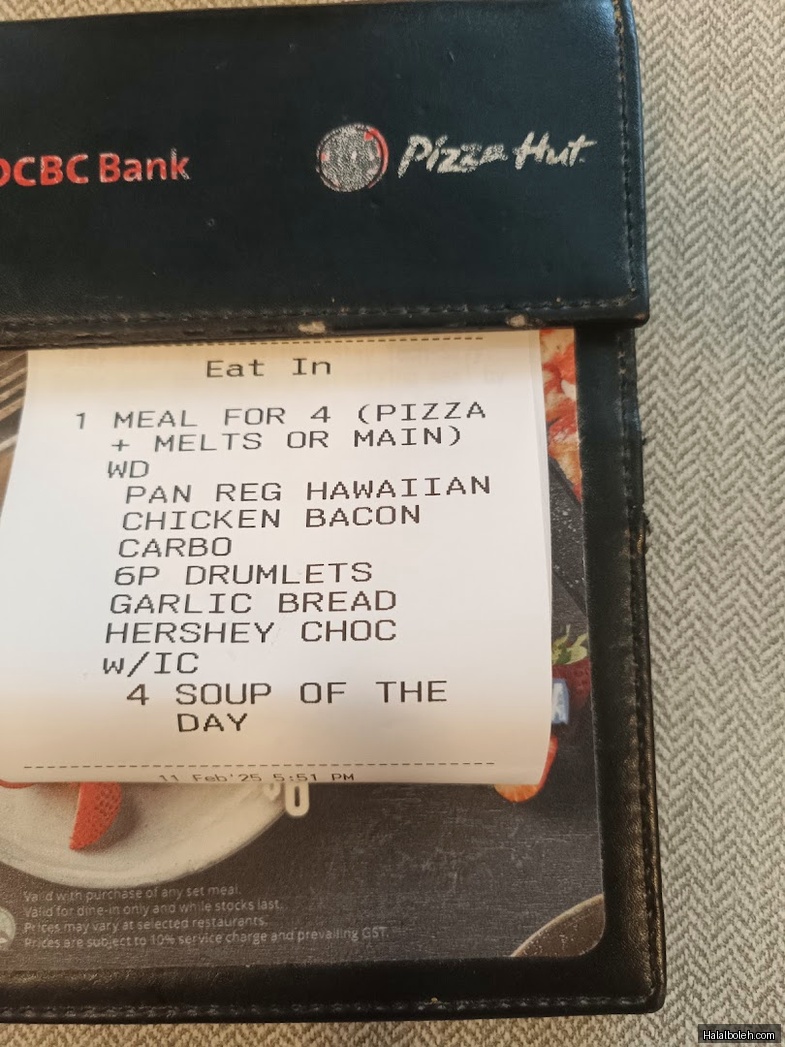 OCBC Bank
Pizza Hut
Eat In
1 MEAL FOR 4 (PIZZA
+ MELTS OR MAIN)
WD
PAN REG HAWAIIAN
CHICKEN BACON
CARBO
6P DRUMLETS
GARLIC BREAD
HERSHEY CHOC
w/IC
4 SOUP OF THE
DAY
11 Feb'25 5:51 PM
Valid with purchase of any set meal.
Valid for dine-in only and while stocks last.
Prices may vary at selected restaurants.
Prices are subject to 10% service charge and prevailing GST.
Halalboleh.com